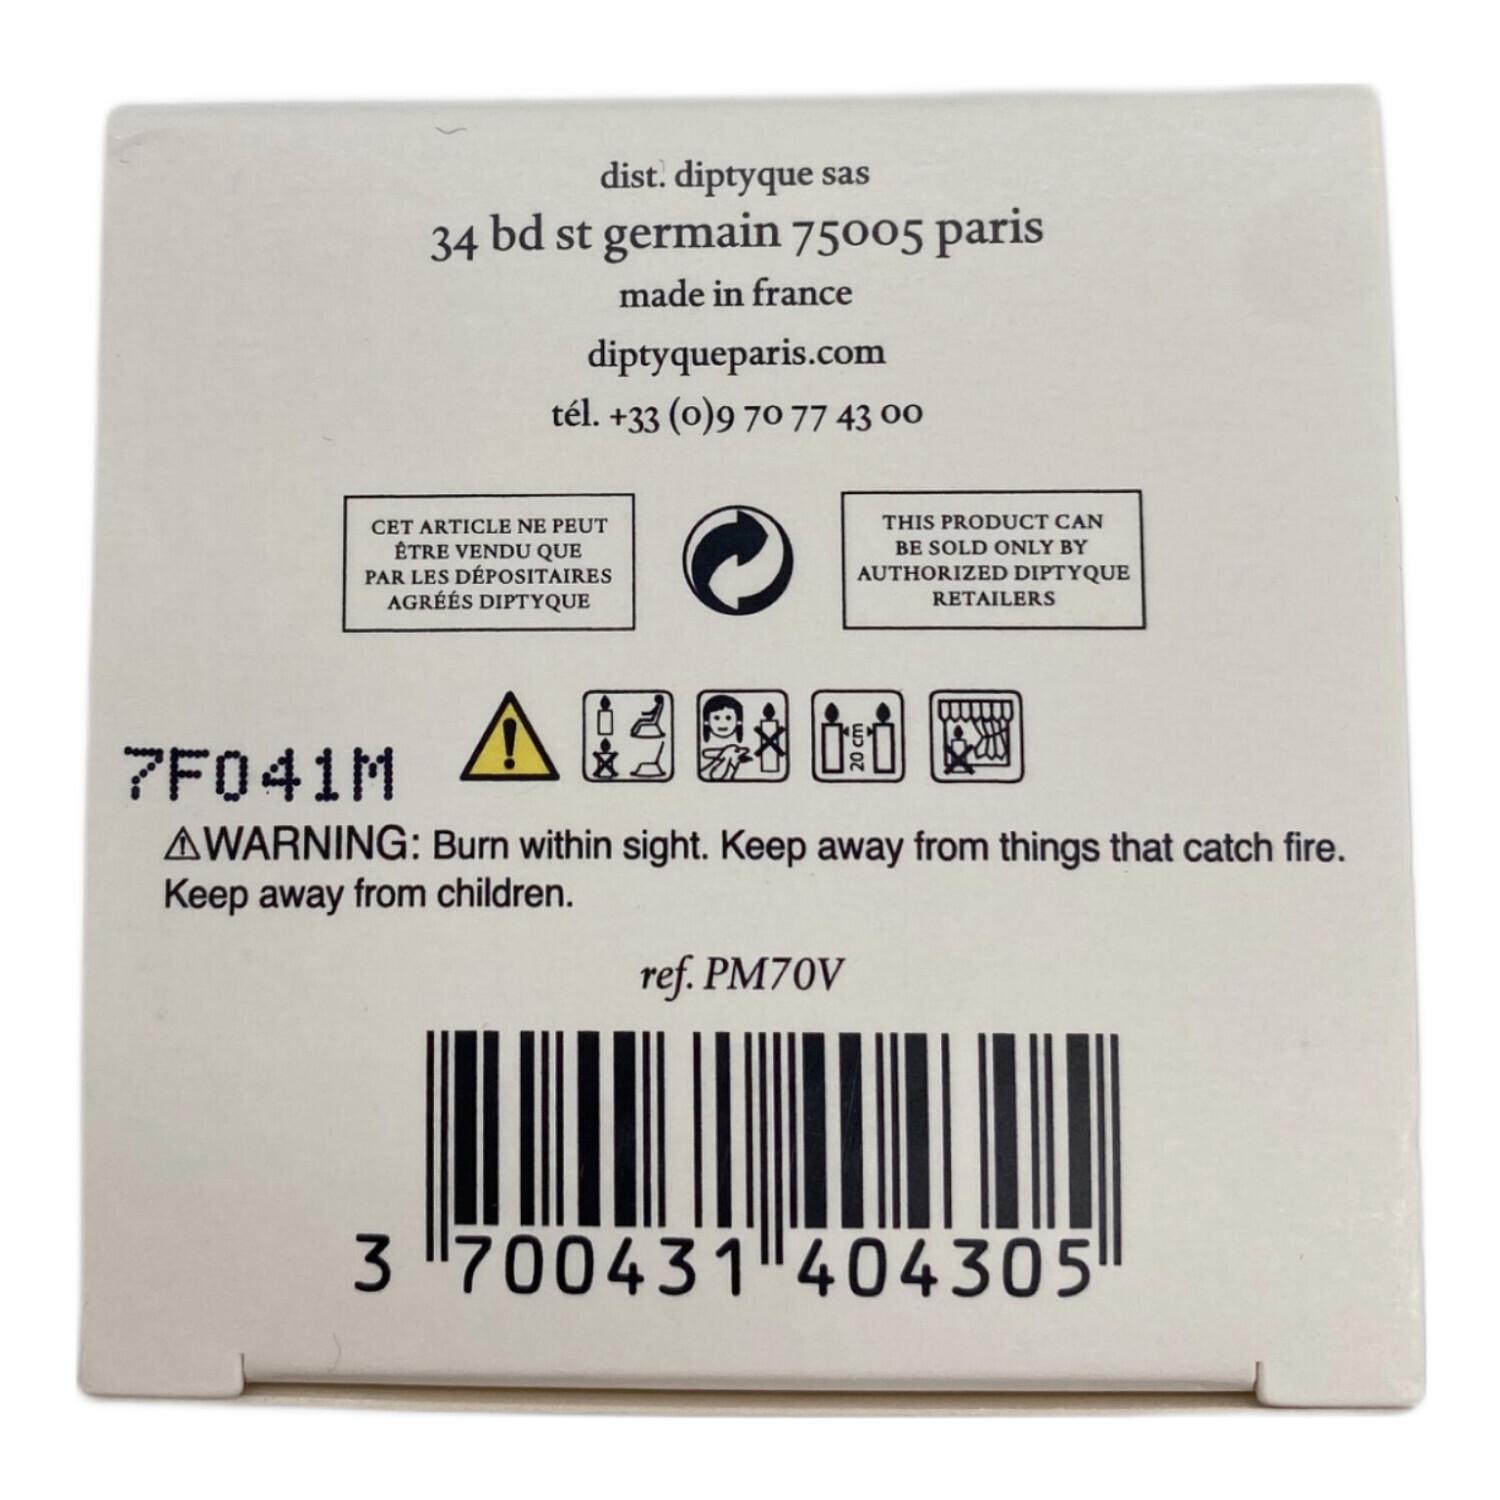 dist. diptyque sas
34 bd st germain 75005 paris
made in france
diptyqueparis.com
tél. +33 (0)9 70 77 43 00
CET ARTICLE NE PEUT
ÊTRE VENDU QUE
PAR LES DÉPOSITAIRES
AGRÉÉS DIPTYQUE
THIS PRODUCT CAN
BE SOLD ONLY BY
AUTHORIZED DIPTYQUE
RETAILERS
20 cm
7F041M
⚠WARNING: Burn within sight. Keep away from things that catch fire.
Keep away from children.
ref. PM70V
3 700431 404305